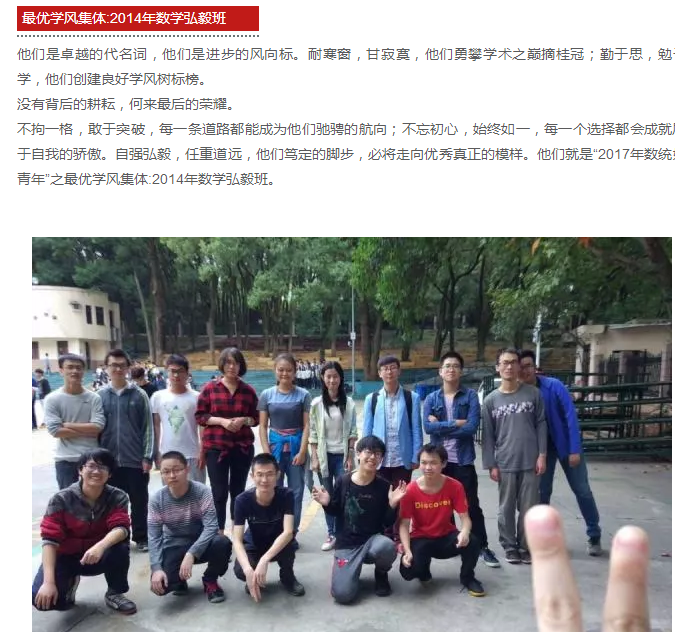 最优学风集体:2014年数学弘毅班
他们是卓越的代名词，他们是进步的风向标。耐寒窗，甘寂寞，他们勇攀学术之巅摘桂冠；勤于思，勉
学，他们创建良好学风树标榜。
没有背后的耕耘，何来最后的荣耀。
不拘一格，敢于突破，每一条道路都能成为他们驰骋的航向；不忘初心，始终如一，每一个选择都会成就
于自我的骄傲。自强弘毅，任重道远，他们笃定的脚步，必将走向优秀真正的模样。他们就是“2017年数统
青年”之最优学风集体:2014年数学弘毅班。
Discover